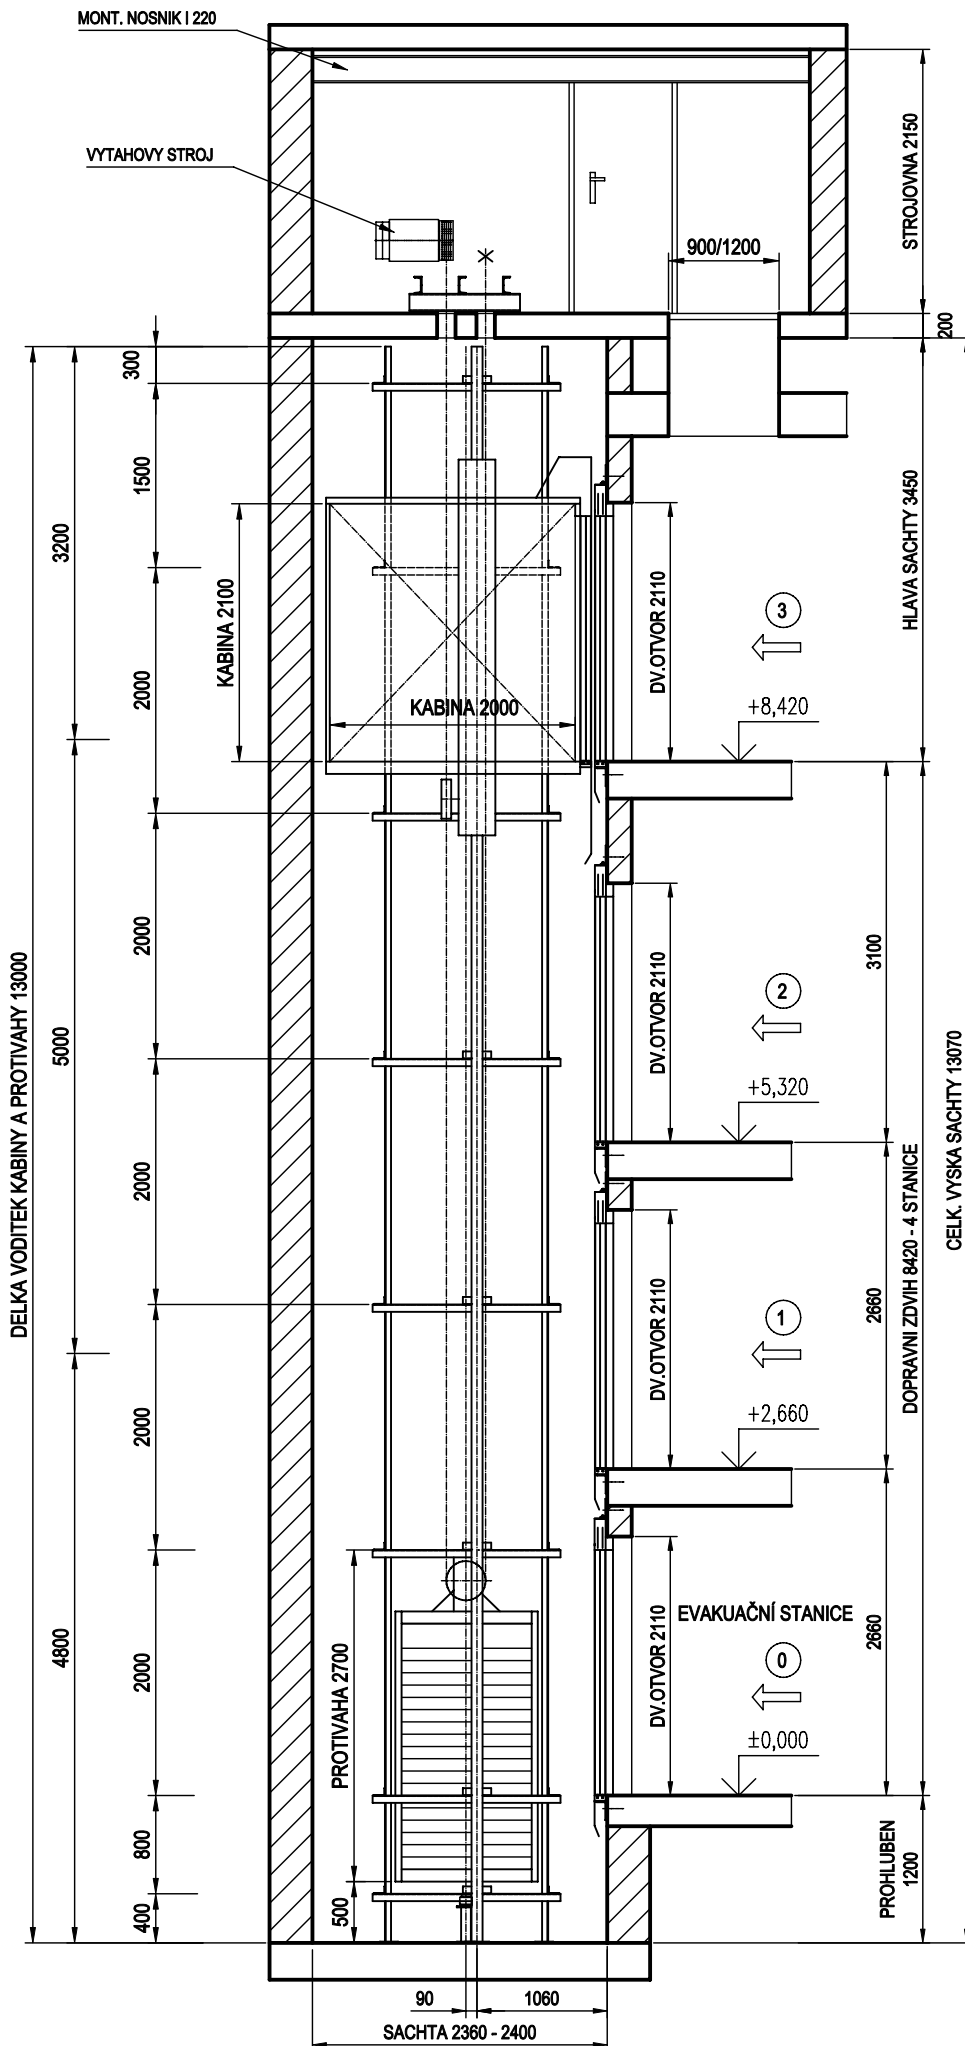 MONT. NOSNIK I 220
VYTAHOVY STROJ
STROJOVNA 2150
900/1200
200
300
1500
3200
2000
KABINA 2100
KABINA 2000
DV.OTVOR 2110
3
+8,420
HLAVA SACHTY 3450
2000
DELKA VODITEK KABINY A PROTIVAHY 13000
5000
2000
DV.OTVOR 2110
2
+5,320
3100
CELK. VYSKA SACHTY 13070
DOPRAVNI ZDVIH 8420 - 4 STANICE
2000
DV.OTVOR 2110
1
+2,660
2660
4800
2000
PROTIVAHA 2700
DV.OTVOR 2110
EVAKUAČNÍ STANICE
0
±0,000
2660
800
400
500
PROHLUBEN
1200
90
1060
SACHTA 2360 - 2400